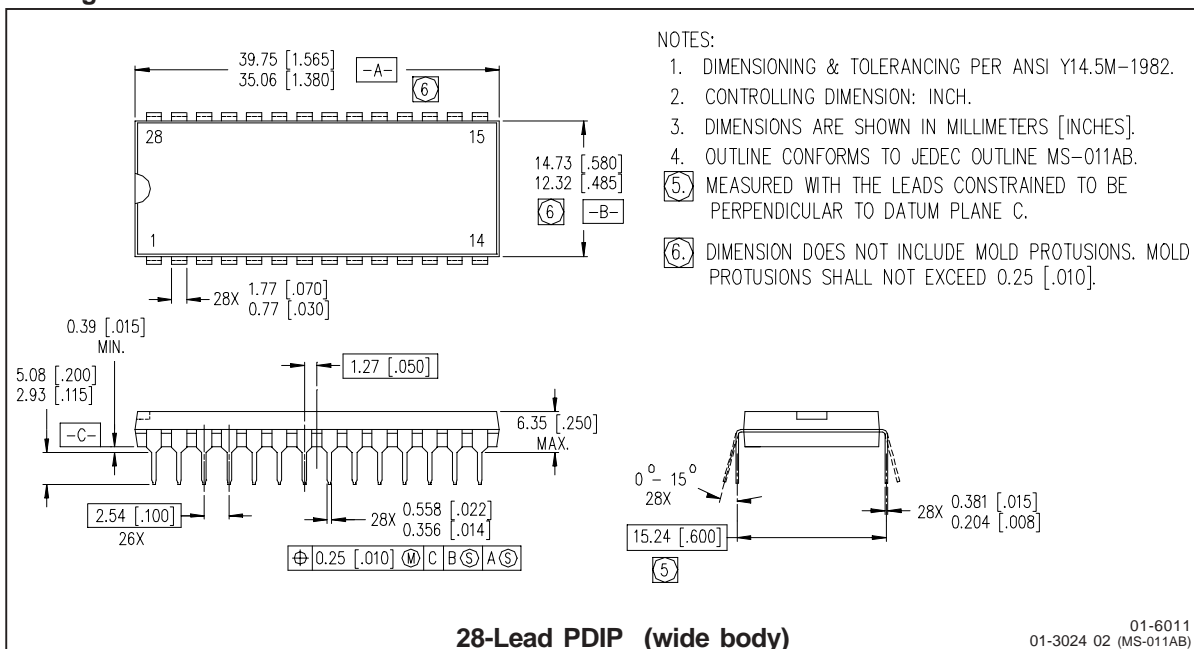 39.75 [1.565]
35.06 [1.380]
-A-
6
28
15
1
14
14.73 [.580]
12.32 [.485]
6
-B-
28X 1.77 [.070]
0.77 [.030]
NOTES:
1. DIMENSIONING & TOLERANCING PER ANSI Y14.5M-1982.
2. CONTROLLING DIMENSION: INCH.
3. DIMENSIONS ARE SHOWN IN MILLIMETERS [INCHES].
4. OUTLINE CONFORMS TO JEDEC OUTLINE MS-011AB.
5. MEASURED WITH THE LEADS CONSTRAINED TO BE
PERPENDICULAR TO DATUM PLANE C.
6. DIMENSION DOES NOT INCLUDE MOLD PROTUSIONS. MOLD
PROTUSIONS SHALL NOT EXCEED 0.25 [.010].
0.39 [.015]
MIN.
5.08 [.200]
2.93 [.115]
-C-
1.27 [.050]
6.35 [.250]
MAX.
2.54 [.100]
26X
28X 0.558 [.022]
0.356 [.014]
⌖ 0.25 [.010] Ⓜ C BⓈ AⓈ
0° - 15°
28X
15.24 [.600]
5
28X 0.381 [.015]
0.204 [.008]
28-Lead PDIP (wide body)
01-6011
01-3024 02 (MS-011AB)